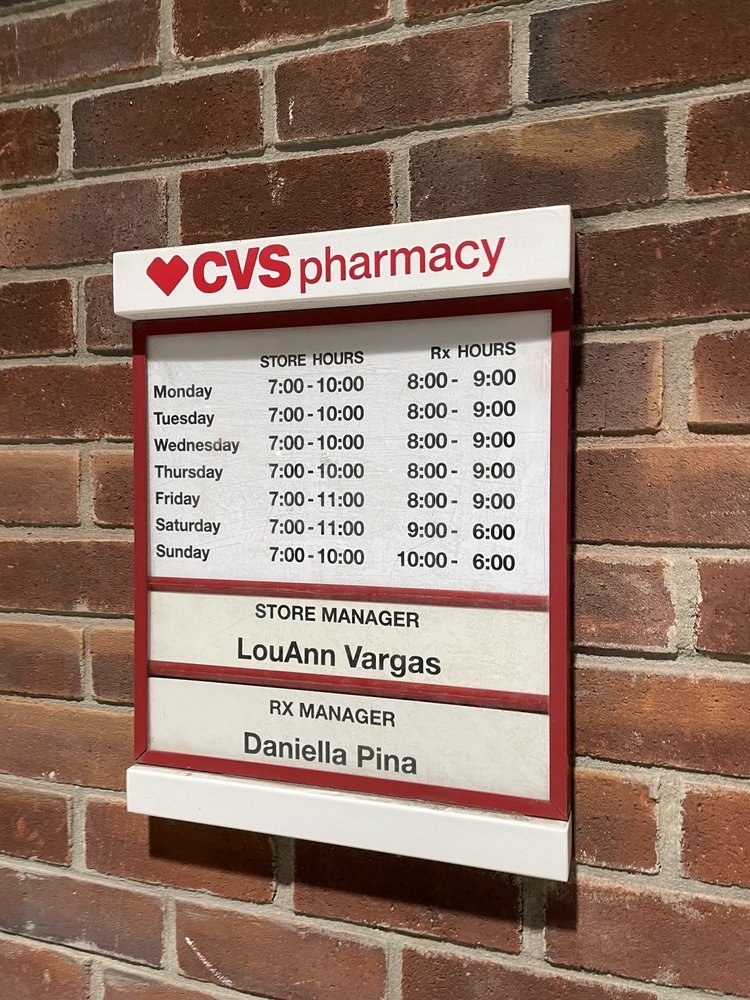 CVS pharmacy
STORE HOURS Rx HOURS
Monday 7:00 - 10:00 8:00 - 9:00
Tuesday 7:00 - 10:00 8:00 - 9:00
Wednesday 7:00 - 10:00 8:00 - 9:00
Thursday 7:00 - 10:00 8:00 - 9:00
Friday 7:00 - 11:00 8:00 - 9:00
Saturday 7:00 - 11:00 9:00 - 6:00
Sunday 7:00 - 10:00 10:00 - 6:00
STORE MANAGER
LouAnn Vargas
RX MANAGER
Daniella Pina